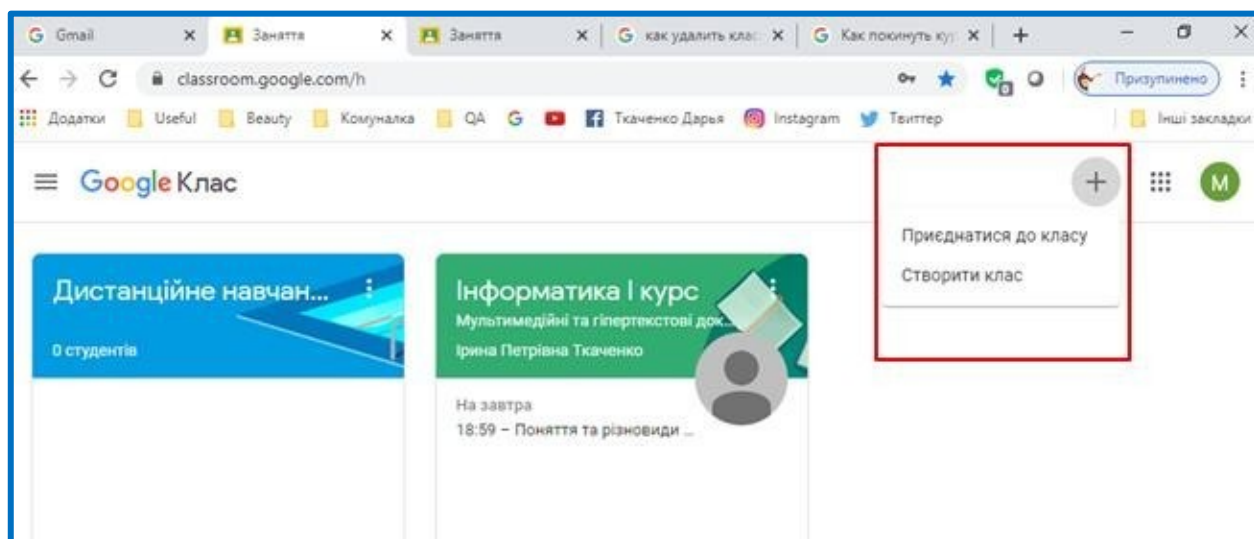 Gmail
Заняття
Заняття
как удалить клас
Как покинуть кур
classroom.google.com/h
Призупинено
Додатки Useful Beauty Комуналка QA Ткаченко Дарья Instagram Твиттер Інші закладки
Google Клас
M
Приєднатися до класу
Створити клас
Дистанційне навчан...
0 студентів
Інформатика І курс
Мультимедійні та гіпертекстові док...
Ірина Петрівна Ткаченко
На завтра
18:59 – Поняття та різновиди ...